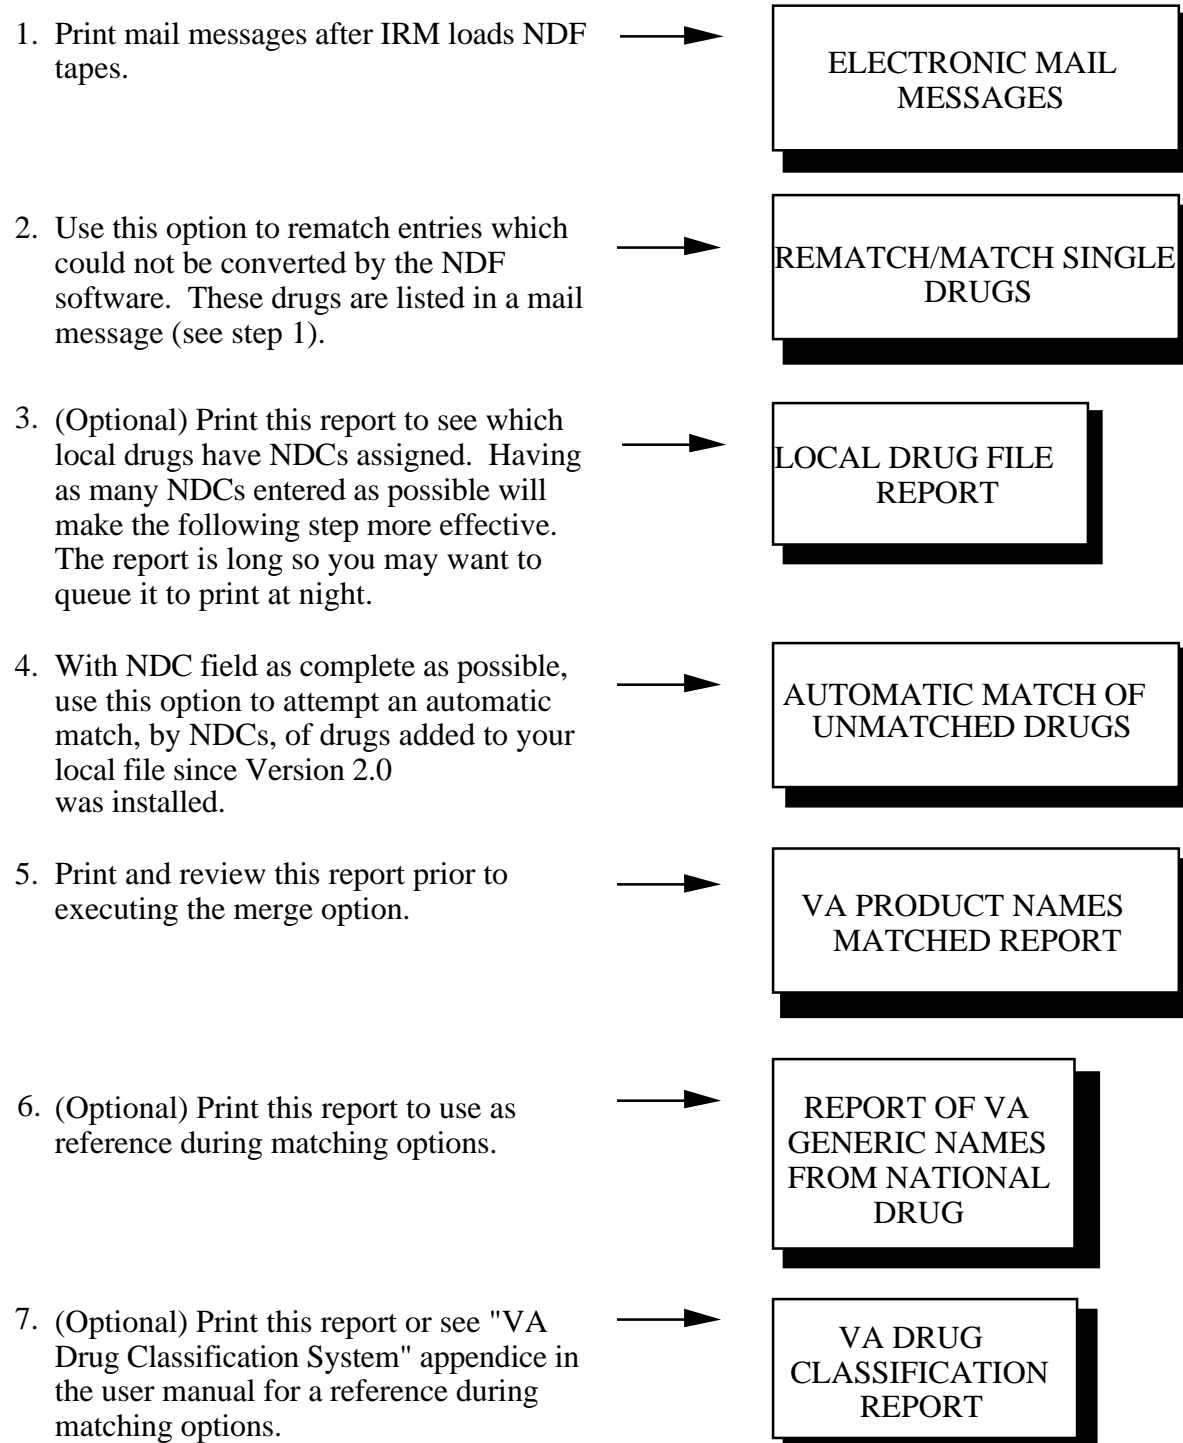 1. Print mail messages after IRM loads NDF
tapes.
ELECTRONIC MAIL
MESSAGES
2. Use this option to rematch entries which
could not be converted by the NDF
software. These drugs are listed in a mail
message (see step 1).
REMATCH/MATCH SINGLE
DRUGS
3. (Optional) Print this report to see which
local drugs have NDCs assigned. Having
as many NDCs entered as possible will
make the following step more effective.
The report is long so you may want to
queue it to print at night.
LOCAL DRUG FILE
REPORT
4. With NDC field as complete as possible,
use this option to attempt an automatic
match, by NDCs, of drugs added to your
local file since Version 2.0
was installed.
AUTOMATIC MATCH OF
UNMATCHED DRUGS
5. Print and review this report prior to
executing the merge option.
VA PRODUCT NAMES
MATCHED REPORT
6. (Optional) Print this report to use as
reference during matching options.
REPORT OF VA
GENERIC NAMES
FROM NATIONAL
DRUG
7. (Optional) Print this report or see "VA
Drug Classification System" appendice in
the user manual for a reference during
matching options.
VA DRUG
CLASSIFICATION
REPORT